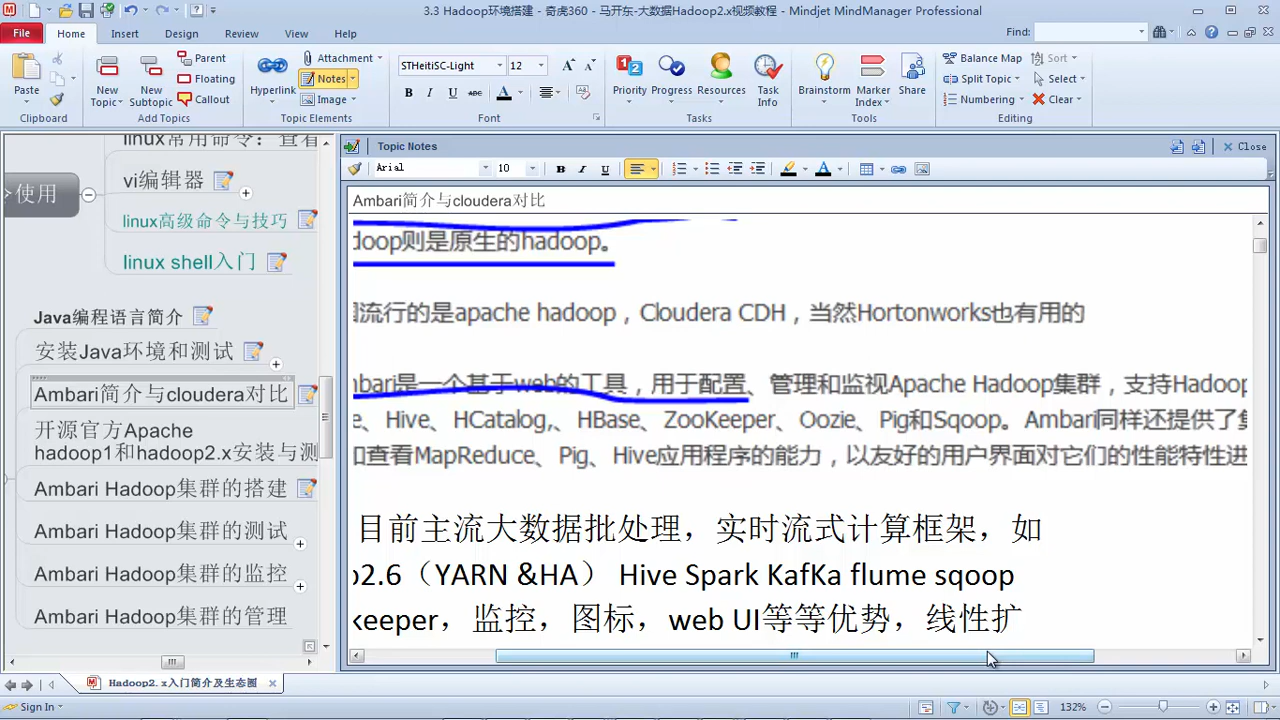 3.3 Hadoop环境搭建 - 奇虎360 - 马开东-大数据Hadoop2.x视频教程 - Mindjet MindManager Professional
File Home Insert Design Review View Help Find:
Paste
Clipboard
New Topic
New Subtopic
Parent
Floating
Callout
Add Topics
Hyperlink
Attachment
Notes
Image
Topic Elements
STHeitiSC-Light 12
Font
Priority Progress Resources Task Info
Tasks
Brainstorm Marker Index Share
Tools
Balance Map Sort
Split Topic Select
Numbering Clear
Editing
linux常用命令：查看
使用
vi编辑器
linux高级命令与技巧
linux shell入门
Java编程语言简介
安装Java环境和测试
Ambari简介与cloudera对比
开源官方Apache
hadoop1和hadoop2.x安装与测
Ambari Hadoop集群的搭建
Ambari Hadoop集群的测试
Ambari Hadoop集群的监控
Ambari Hadoop集群的管理
Topic Notes Close
Arial 10
Ambari简介与cloudera对比
doop则是原生的hadoop。
流行的是apache hadoop，Cloudera CDH，当然Hortonworks也有用的
bari是一个基于web的工具，用于配置、管理和监视Apache Hadoop集群，支持Hadoop
e、Hive、HCatalog,、HBase、ZooKeeper、Oozie、Pig和Sqoop。Ambari同样还提供了集
和查看MapReduce、Pig、Hive应用程序的能力，以友好的用户界面对它们的性能特性进
目前主流大数据批处理，实时流式计算框架，如
2.6（YARN &HA） Hive Spark KafKa flume sqoop
keeper，监控，图标，web UI等等优势，线性扩
Hadoop2. x入门简介及生态圈
Sign In 132%